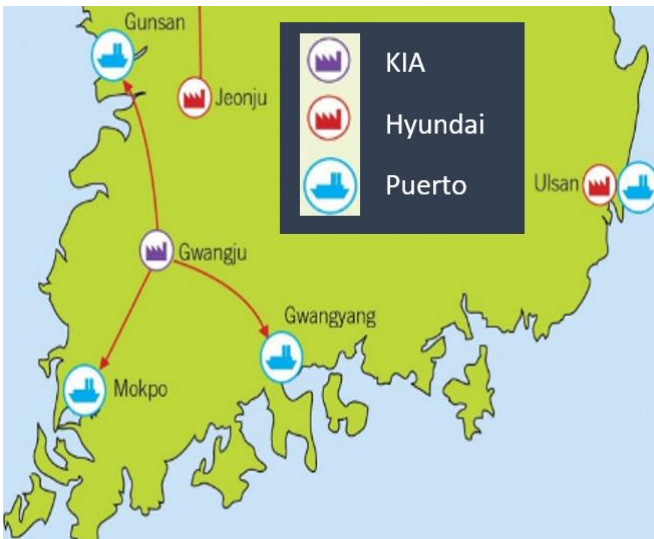 Gunsan
KIA
Jeonju
Hyundai
Puerto
Ulsan
Gwangju
Gwangyang
Mokpo